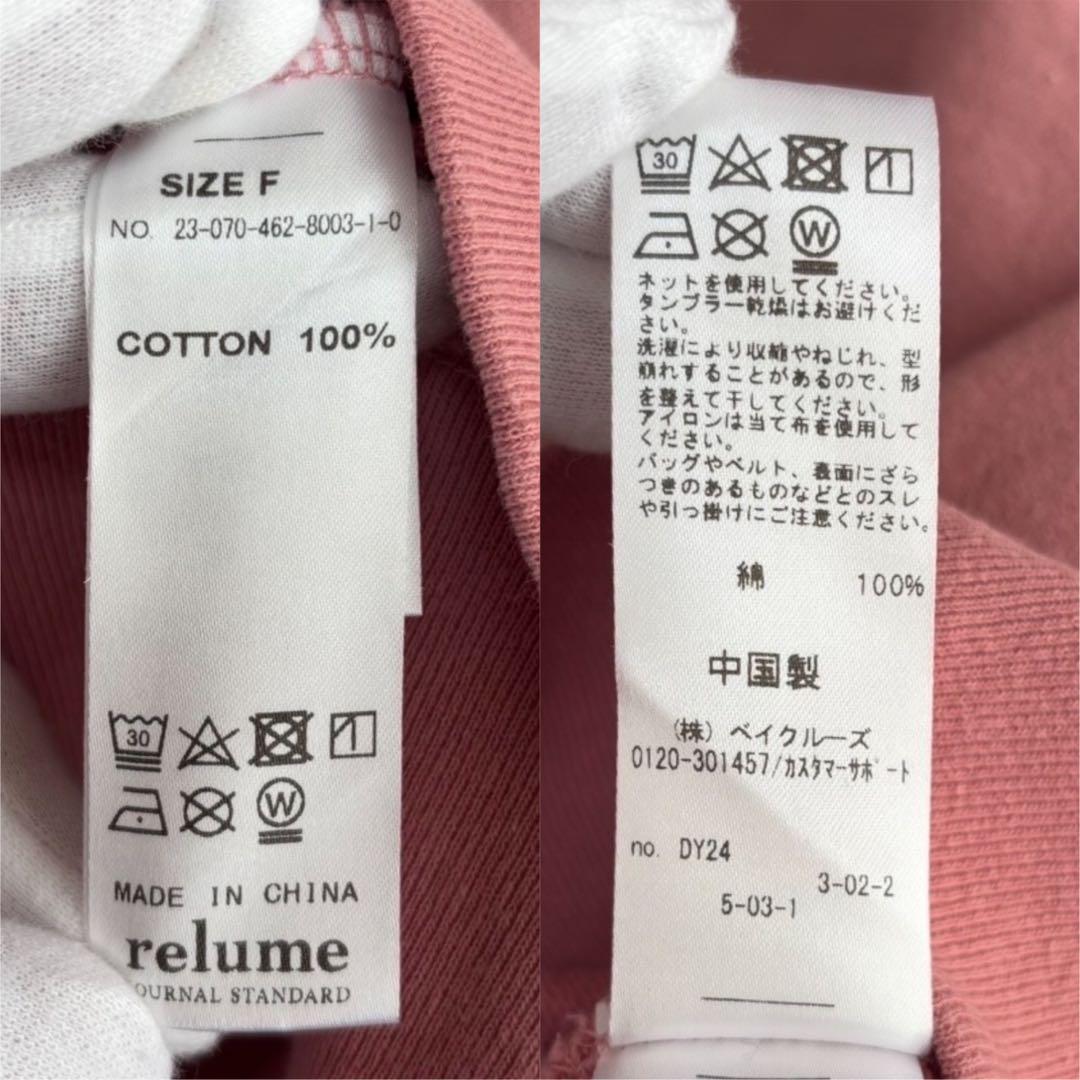 SIZE F
NO. 23-070-462-8003-1-0
COTTON 100%
30
W
MADE IN CHINA
relume
OURNAL STANDARD
30
W
ネットを使用してください。
タンブラー乾燥はお避けくだ
さい。
洗濯により収縮やねじれ、型
崩れすることがあるので、形
を整えて干してください。
アイロンは当て布を使用して
ください。
バッグやベルト、表面にざら
つきのあるものなどとのスレ
や引っ掛けにご注意ください。
綿 100%
中国製
(株) ベイクルーズ
0120-301457/カスタマーサポート
no. DY24
3-02-2
5-03-1